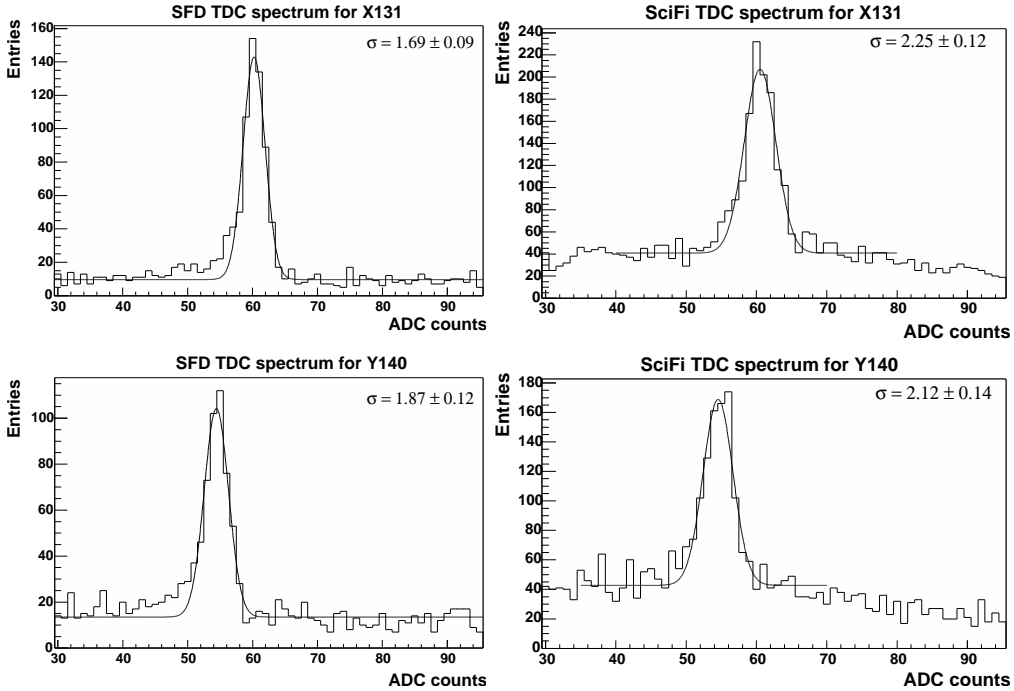 SFD TDC spectrum for X131
Entries
160
140
120
100
80
60
40
20
0
σ = 1.69 ± 0.09
30 40 50 60 70 80 90
ADC counts
SciFi TDC spectrum for X131
Entries
240
220
200
180
160
140
120
100
80
60
40
20
0
σ = 2.25 ± 0.12
30 40 50 60 70 80 90
ADC counts
SFD TDC spectrum for Y140
Entries
100
80
60
40
20
0
σ = 1.87 ± 0.12
30 40 50 60 70 80 90
ADC counts
SciFi TDC spectrum for Y140
Entries
180
160
140
120
100
80
60
40
20
0
σ = 2.12 ± 0.14
30 40 50 60 70 80 90
ADC counts